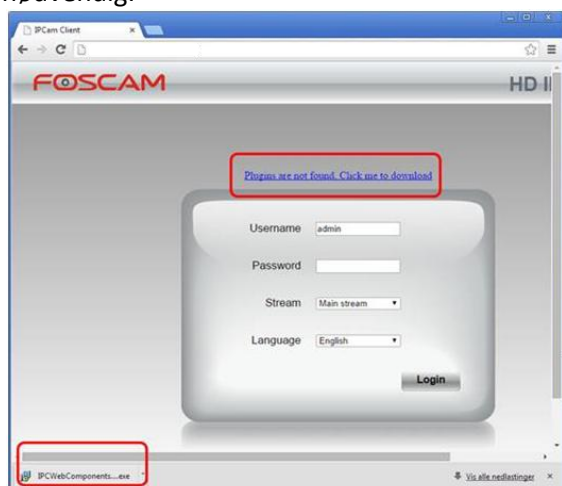 IPCam Client
FOSCAM
HD
Plugins are not found, Click me to download
Username admin
Password
Stream Main stream
Language English
Login
IPCWebComponents....exe
Vis alle nedlastinger